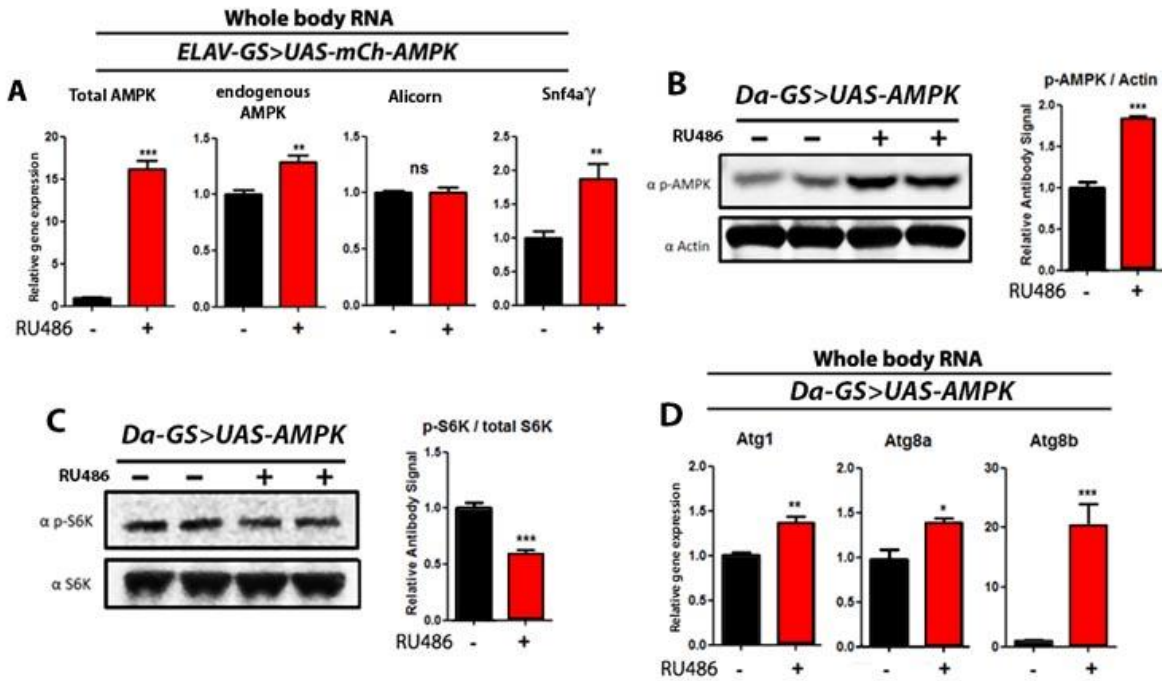 Whole body RNA
ELAV-GS>UAS-mCh-AMPK
A
Total AMPK
endogenous
AMPK
Alicorn
Snf4aγ
Relative gene expression
20
15
10
5
0
1.5
1.0
0.5
0.0
ns
1.5
1.0
0.5
0.0
2.5
2.0
1.5
1.0
0.5
0.0
***
**
**
RU486 - + - + - + - +
B
Da-GS>UAS-AMPK
RU486 – – + +
α p-AMPK
α Actin
p-AMPK / Actin
Relative Antibody Signal
2.0
1.5
1.0
0.5
0.0
***
RU486 - +
C
Da-GS>UAS-AMPK
RU486 – – + +
α p-S6K
α S6K
p-S6K / total S6K
Relative Antibody Signal
1.5
1.0
0.5
0.0
***
RU486 - +
Whole body RNA
Da-GS>UAS-AMPK
D
Atg1
Atg8a
Atg8b
Relative gene expression
2.0
1.5
1.0
0.5
0.0
**
2.0
1.5
1.0
0.5
0.0
*
30
20
10
0
***
RU486 - + - + - +